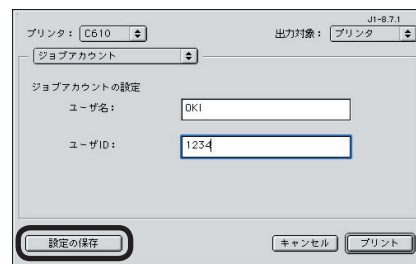 J1-8.7.1
プリンタ： C610 出力対象： プリンタ
ジョブアカウント
ジョブアカウントの設定
ユーザ名： OKI
ユーザID： 1234
設定の保存 キャンセル プリント